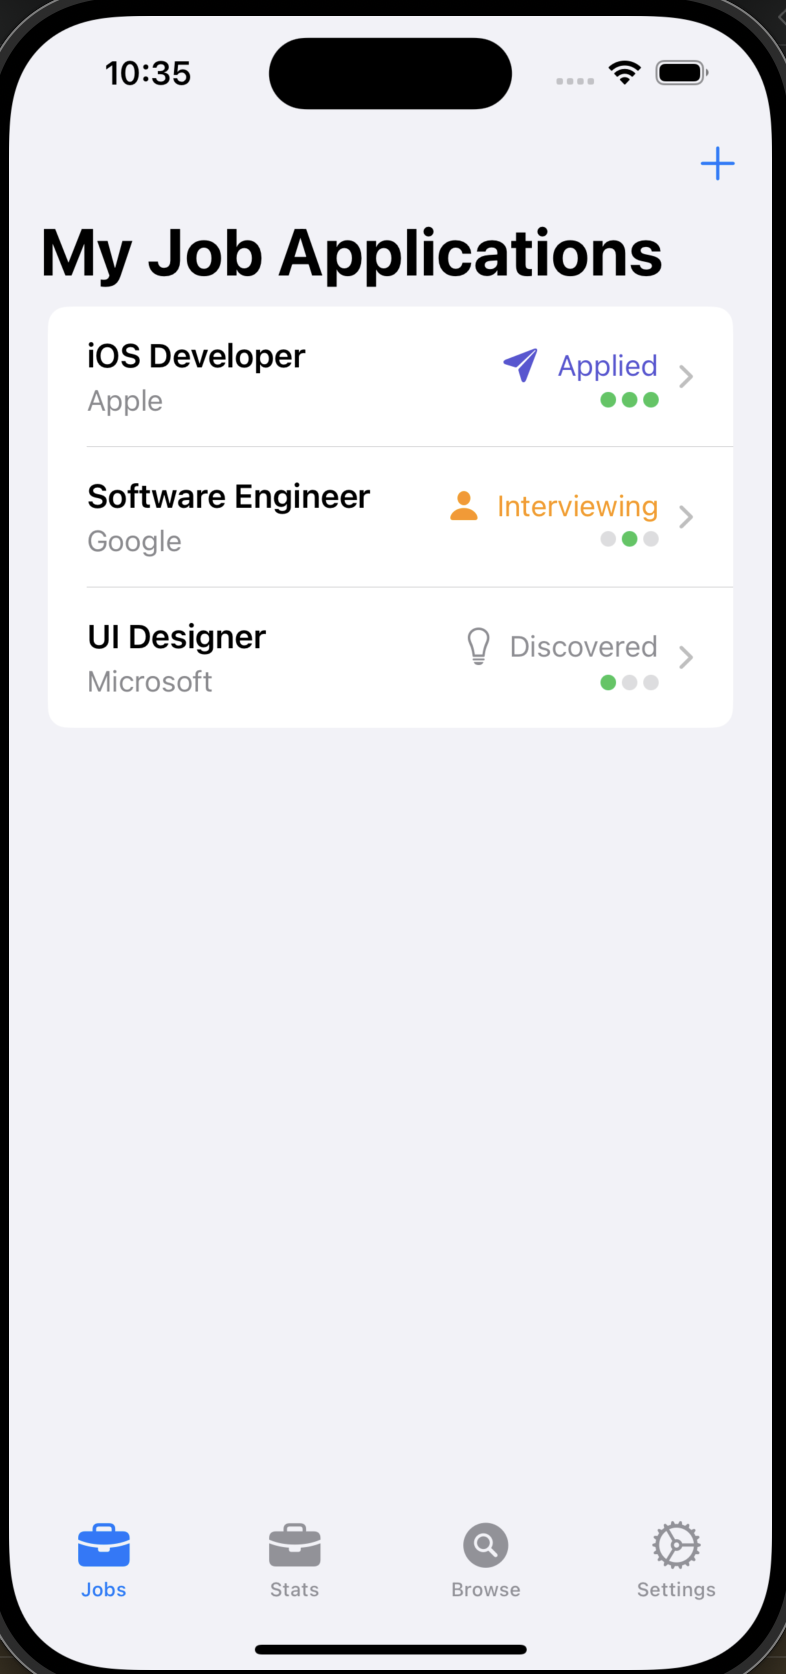 10:35
My Job Applications
iOS Developer
Applied
Apple
Software Engineer
Interviewing
Google
UI Designer
Discovered
Microsoft
Jobs
Stats
Browse
Settings